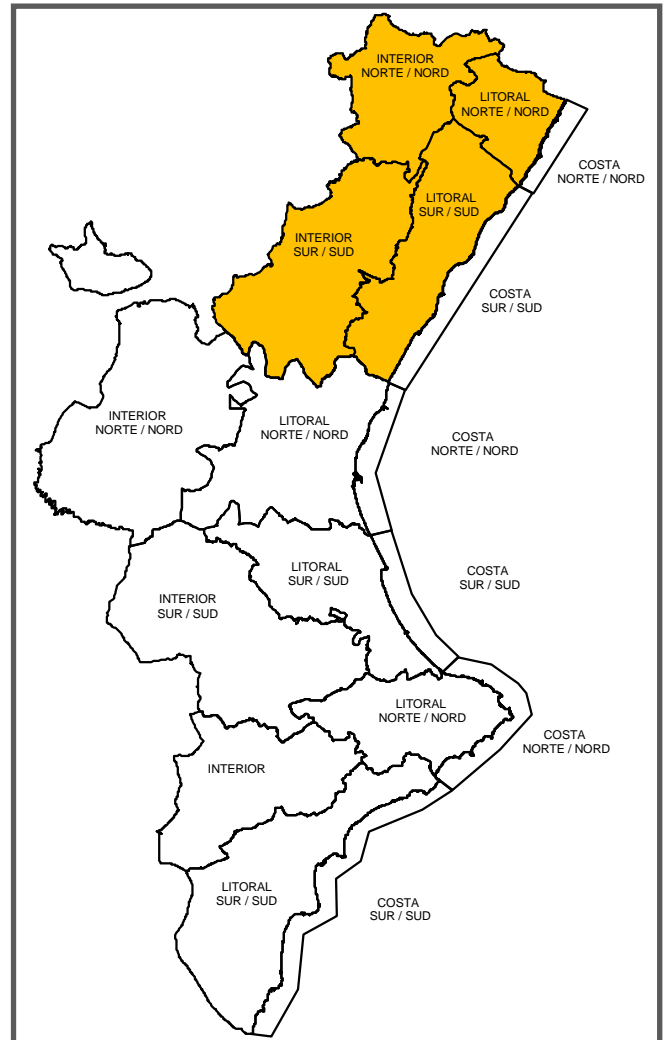 INTERIOR
NORTE / NORD
LITORAL
NORTE / NORD
COSTA
NORTE / NORD
LITORAL
SUR / SUD
INTERIOR
SUR / SUD
COSTA
SUR / SUD
INTERIOR
NORTE / NORD
LITORAL
NORTE / NORD
COSTA
NORTE / NORD
LITORAL
SUR / SUD
COSTA
SUR / SUD
INTERIOR
SUR / SUD
LITORAL
NORTE / NORD
COSTA
NORTE / NORD
INTERIOR
LITORAL
SUR / SUD
COSTA
SUR / SUD